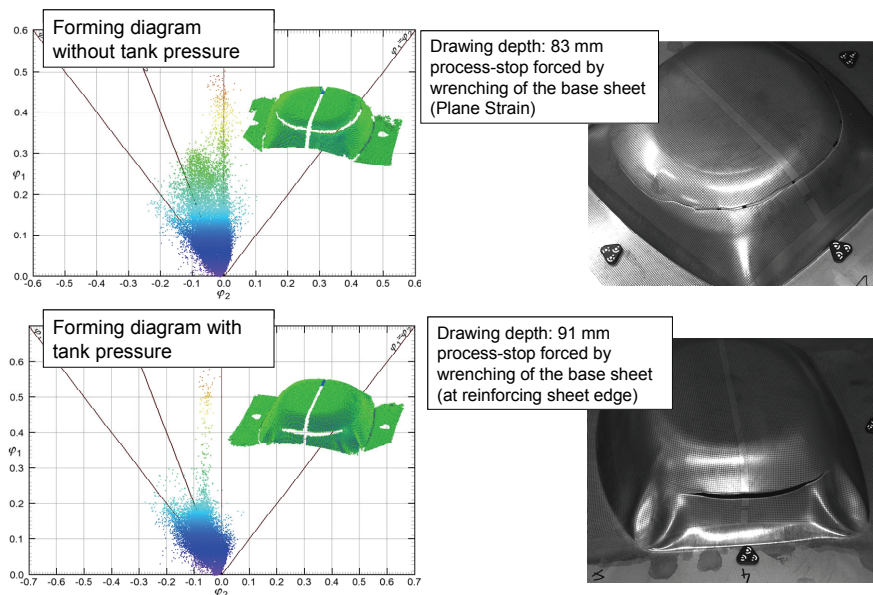 Forming diagram
without tank pressure
0.6
0.5
0.4
0.3
φ₁
0.2
0.1
0.0
-0.6 -0.5 -0.4 -0.3 -0.2 -0.1 0.0 0.1 0.2 0.3 0.4 0.5 0.6
φ₂
φ₁=φ₂
Drawing depth: 83 mm
process-stop forced by
wrenching of the base sheet
(Plane Strain)
Forming diagram with
tank pressure
0.6
0.5
0.4
φ₁
0.3
0.2
0.1
0.0
-0.7 -0.6 -0.5 -0.4 -0.3 -0.2 -0.1 0.0 0.1 0.2 0.3 0.4 0.5 0.6 0.7
φ₂
φ₁=φ₂
Drawing depth: 91 mm
process-stop forced by
wrenching of the base sheet
(at reinforcing sheet edge)
4